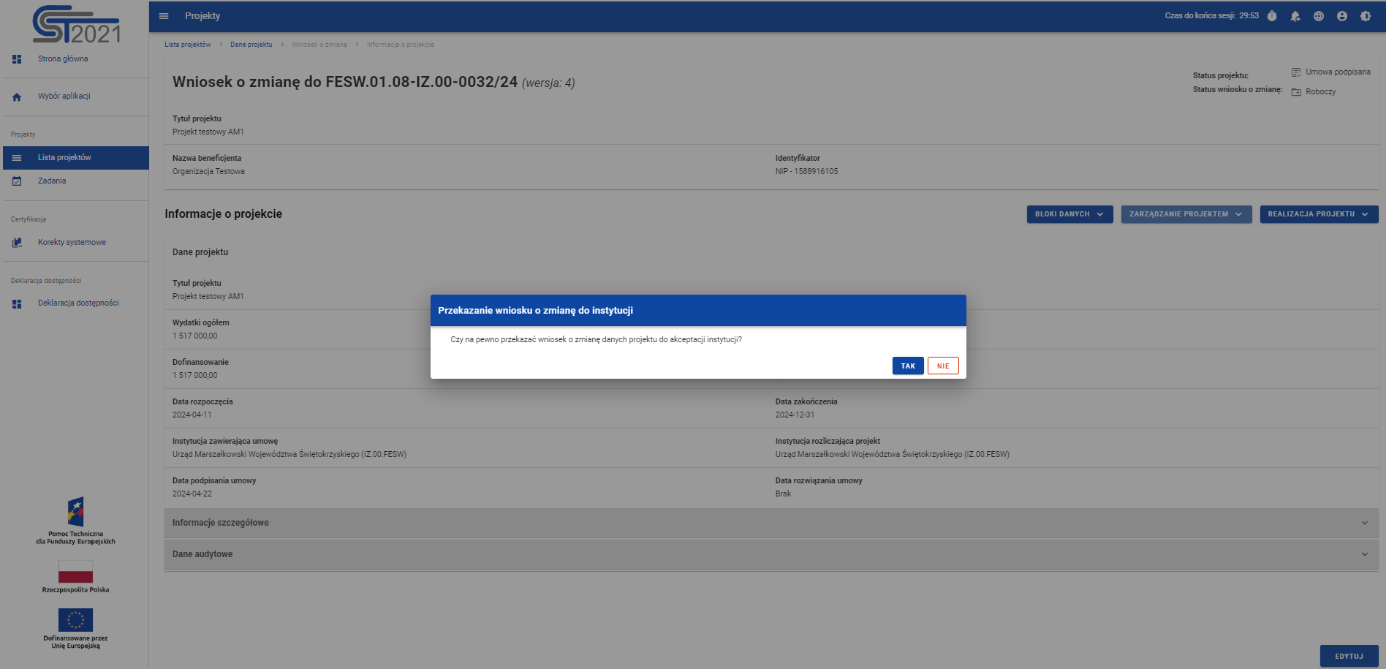 CST2021
Projekty
Czas do końca sesji: 29:53
Lista projektów
Dane projektu
Wniosek o zmianę
Informacje o projekcie
Strona główna
Wybór aplikacji
Projekty
Lista projektów
Zadania
Certyfikacja
Korekty systemowe
Deklaracja dostępności
Deklaracja dostępności
Pomoc Techniczna
dla Funduszy Europejskich
Rzeczpospolita Polska
Dofinansowane przez
Unię Europejską
Wniosek o zmianę do FESW.01.08-IZ.00-0032/24 (wersja: 4)
Status projektu: Umowa podpisana
Status wniosku o zmianę: Roboczy
Tytuł projektu
Projekt testowy AM1
Nazwa beneficjenta
Organizacja Testowa
Identyfikator
NIP - 1588916105
Informacje o projekcie
BLOKI DANYCH
ZARZĄDZANIE PROJEKTEM
REALIZACJA PROJEKTU
Dane projektu
Tytuł projektu
Projekt testowy AM1
Wydatki ogółem
1 517 000,00
Dofinansowanie
1 517 000,00
Przekazanie wniosku o zmianę do instytucji
Czy na pewno przekazać wniosek o zmianę danych projektu do akceptacji instytucji?
TAK
NIE
Data rozpoczęcia
2024-04-11
Data zakończenia
2024-12-31
Instytucja zawierająca umowę
Urząd Marszałkowski Województwa Świętokrzyskiego (IZ.00.FESW)
Instytucja rozliczająca projekt
Urząd Marszałkowski Województwa Świętokrzyskiego (IZ.00.FESW)
Data podpisania umowy
2024-04-22
Data rozwiązania umowy
Brak
Informacje szczegółowe
Dane audytowe
EDYTUJ